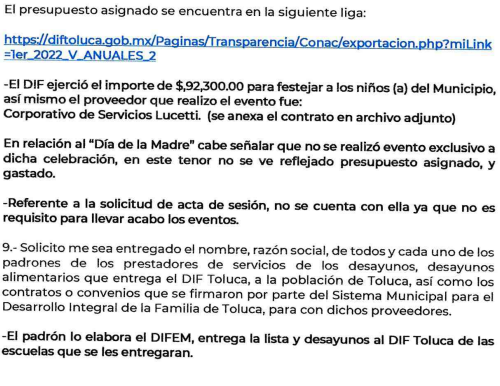 El presupuesto asignado se encuentra en la siguiente liga:
https://diftoluca.gob.mx/Paginas/Transparencia/Conac/exportacion.php?miLink
=1er_2022_V_ANUALES_2
-El DIF ejerció el importe de $,92,300.00 para festejar a los niños (a) del Municipio,
así mismo el proveedor que realizo el evento fue:
Corporativo de Servicios Lucetti. (se anexa el contrato en archivo adjunto)
En relación al “Día de la Madre” cabe señalar que no se realizó evento exclusivo a
dicha celebración, en este tenor no se ve reflejado presupuesto asignado, y
gastado.
-Referente a la solicitud de acta de sesión, no se cuenta con ella ya que no es
requisito para llevar acabo los eventos.
9.- Solicito me sea entregado el nombre, razón social, de todos y cada uno de los
padrones de los prestadores de servicios de los desayunos, desayunos
alimentarios que entrega el DIF Toluca, a la población de Toluca, así como los
contratos o convenios que se firmaron por parte del Sistema Municipal para el
Desarrollo Integral de la Familia de Toluca, para con dichos proveedores.
-El padrón lo elabora el DIFEM, entrega la lista y desayunos al DIF Toluca de las
escuelas que se les entregaran.